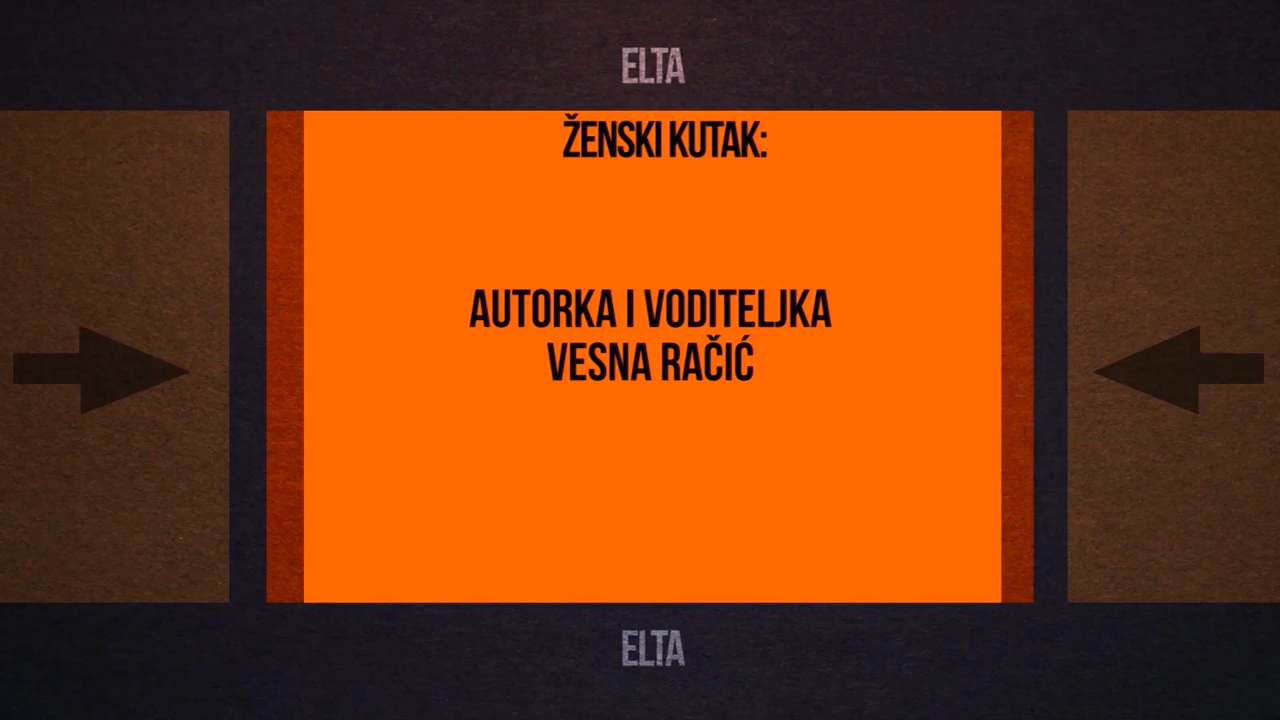 ELTA
ŽENSKI KUTAK:
AUTORKA I VODITELJKA
VESNA RAČIĆ
ELTA